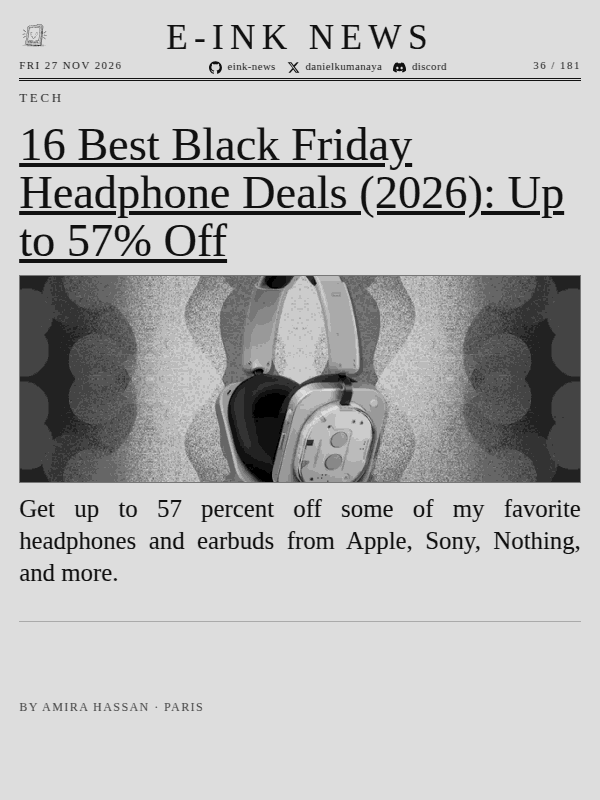 E-INK NEWS
FRI 27 NOV 2026
eink-news danielkumanaya discord
36 / 181
TECH
16 Best Black Friday
Headphone Deals (2026): Up
to 57% Off
Get up to 57 percent off some of my favorite
headphones and earbuds from Apple, Sony, Nothing,
and more.
BY AMIRA HASSAN · PARIS